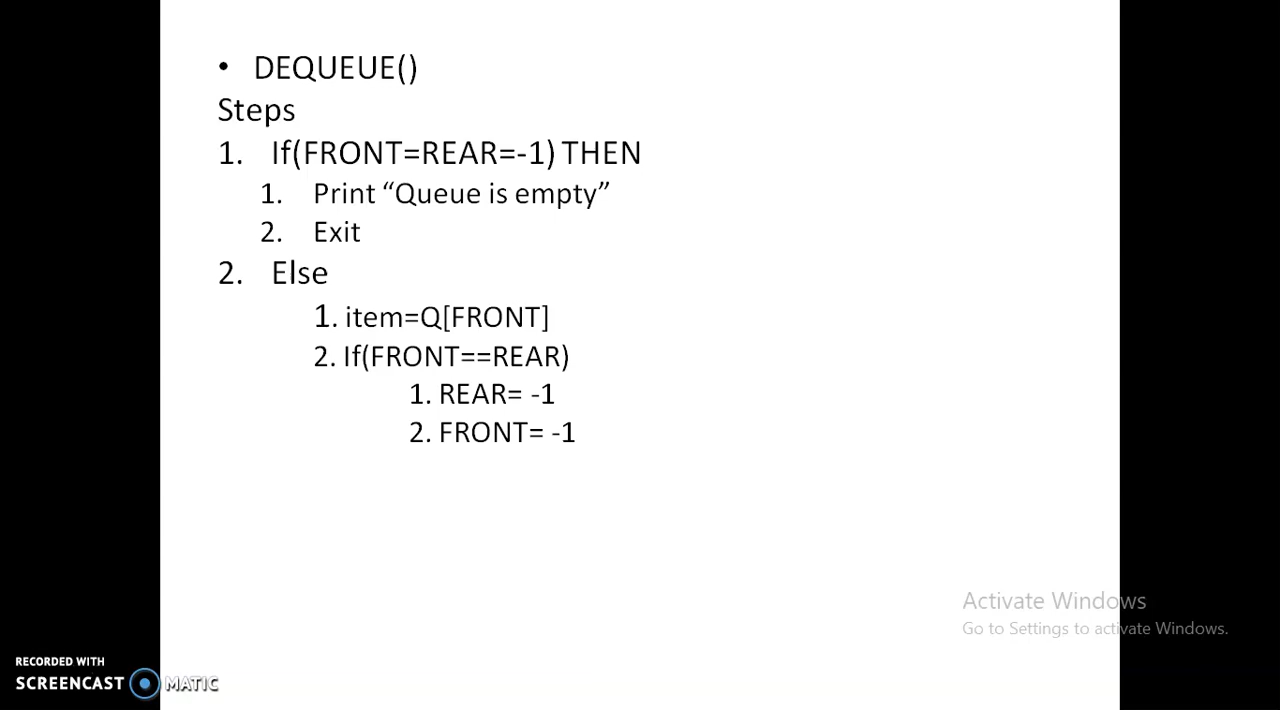 • DEQUEUE()
Steps
1. If(FRONT=REAR=-1) THEN
1. Print “Queue is empty”
2. Exit
2. Else
1. item=Q[FRONT]
2. If(FRONT==REAR)
1. REAR= -1
2. FRONT= -1
Activate Windows
Go to Settings to activate Windows.
RECORDED WITH
SCREENCAST MATIC